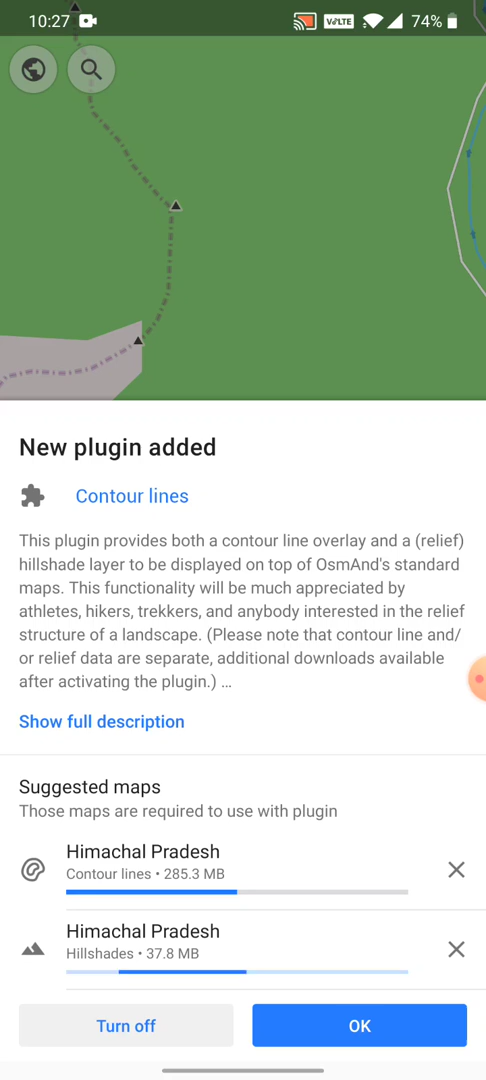 10:27
VoLTE
74%
New plugin added
Contour lines
This plugin provides both a contour line overlay and a (relief)
hillshade layer to be displayed on top of OsmAnd's standard
maps. This functionality will be much appreciated by
athletes, hikers, trekkers, and anybody interested in the relief
structure of a landscape. (Please note that contour line and/
or relief data are separate, additional downloads available
after activating the plugin.) ...
Show full description
Suggested maps
Those maps are required to use with plugin
Himachal Pradesh
Contour lines • 285.3 MB
Himachal Pradesh
Hillshades • 37.8 MB
Turn off
OK